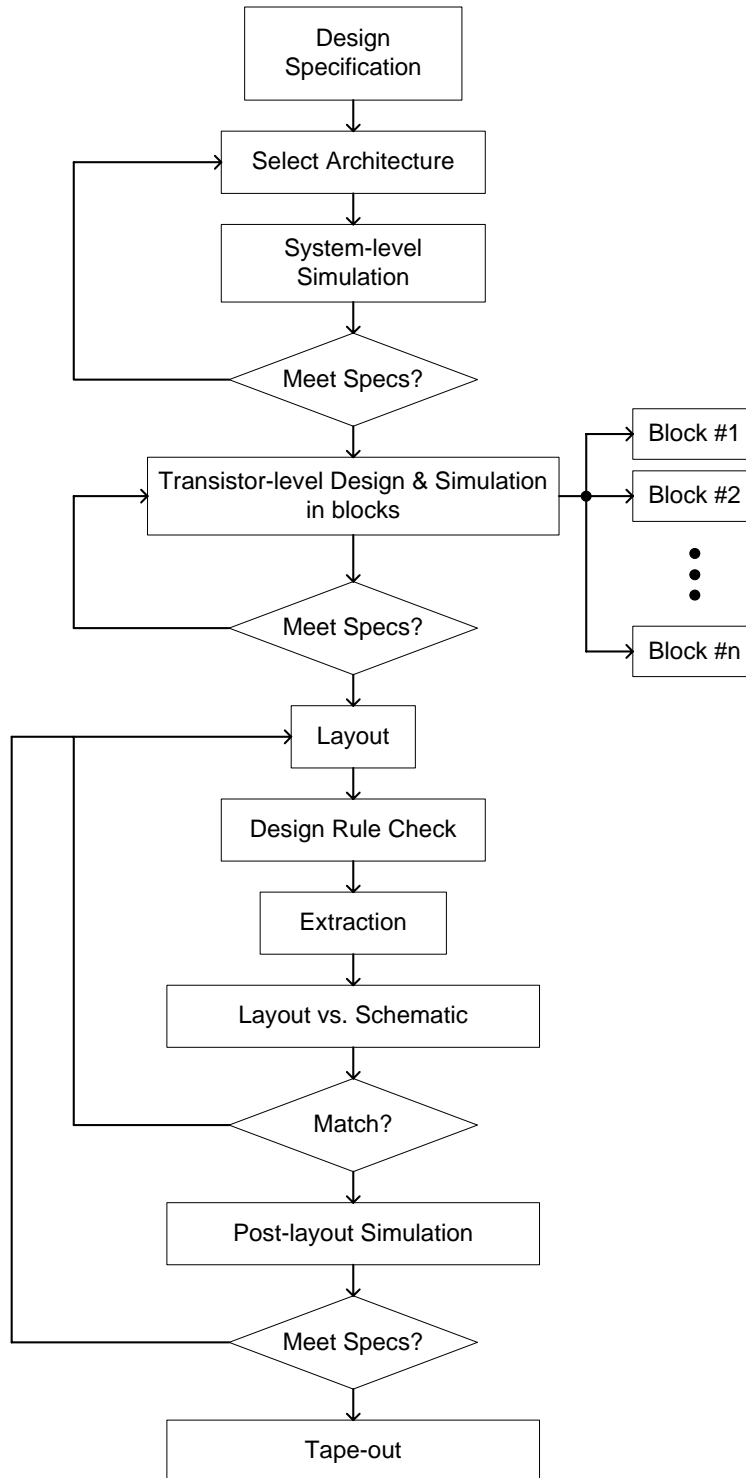 Design
Specification
Select Architecture
System-level
Simulation
Meet Specs?
Transistor-level Design & Simulation
in blocks
Block #1
Block #2
Block #n
Meet Specs?
Layout
Design Rule Check
Extraction
Layout vs. Schematic
Match?
Post-layout Simulation
Meet Specs?
Tape-out